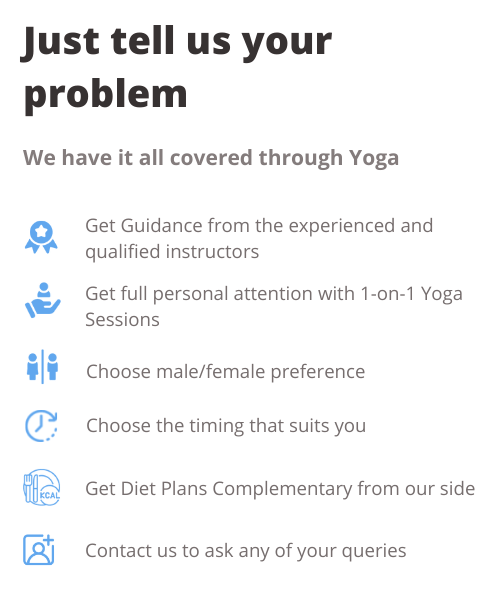 Just tell us your
problem
We have it all covered through Yoga
Get Guidance from the experienced and
qualified instructors
Get full personal attention with 1-on-1 Yoga
Sessions
Choose male/female preference
Choose the timing that suits you
KCAL
Get Diet Plans Complementary from our side
Contact us to ask any of your queries